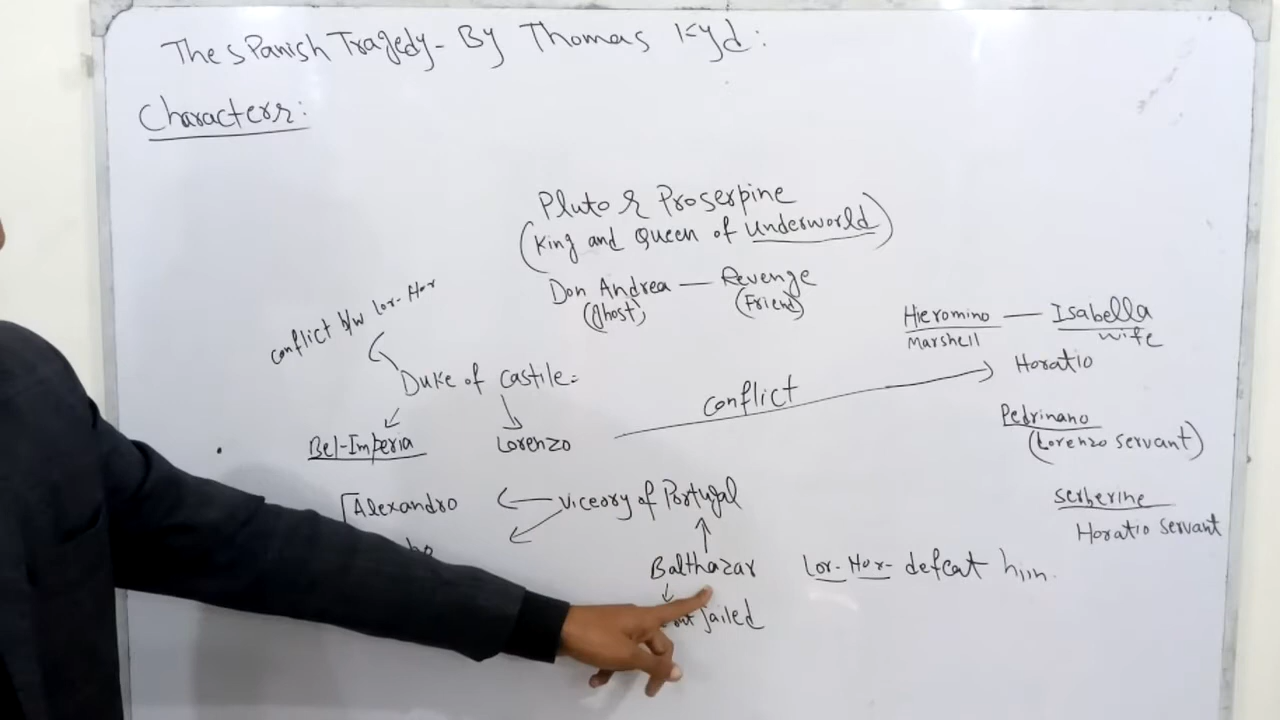 The Spanish Tragedy - By Thomas Kyd:
Characters:
Pluto & Proserpine
(King and Queen of Underworld)
Don Andrea — Revenge
(Ghost) (Friend)
Conflict b/w Lor-Hor
Hieromino — Isabella
Marshell wife
Horatio
Duke of Castile:
Conflict
Bel-Imperia Lorenzo
Pedrinano
(Lorenzo servant)
Alexandro Viceory of Portugal
Serberine
Horatio servant
Balthazar Lor-Hor- defeat him.
jailed